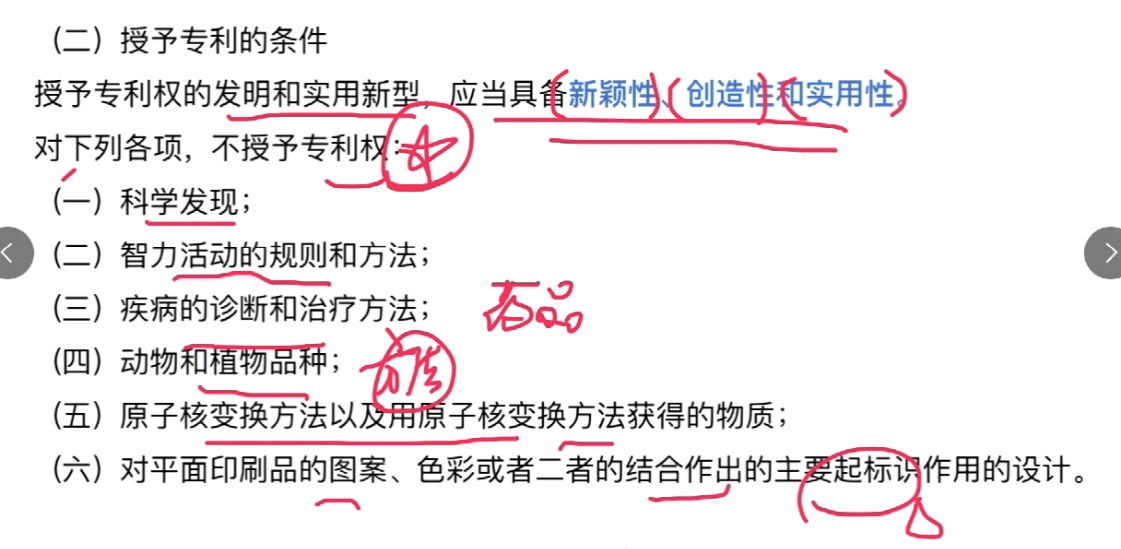 （二）授予专利的条件
授予专利权的发明和实用新型，应当具备新颖性、创造性和实用性。
对下列各项，不授予专利权：
（一）科学发现；
（二）智力活动的规则和方法；
（三）疾病的诊断和治疗方法； 药品
（四）动物和植物品种； 方法
（五）原子核变换方法以及用原子核变换方法获得的物质；
（六）对平面印刷品的图案、色彩或者二者的结合作出的主要起标识作用的设计。